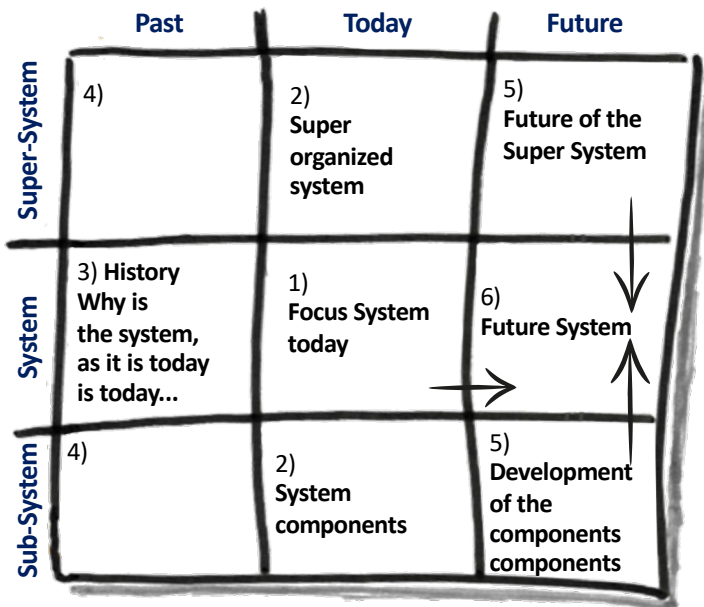 Past
Today
Future
Super-System
4)
2)
Super
organized
system
5)
Future of the
Super System
System
3) History
Why is
the system,
as it is today
is today...
1)
Focus System
today
6)
Future System
Sub-System
4)
2)
System
components
5)
Development
of the
components
components